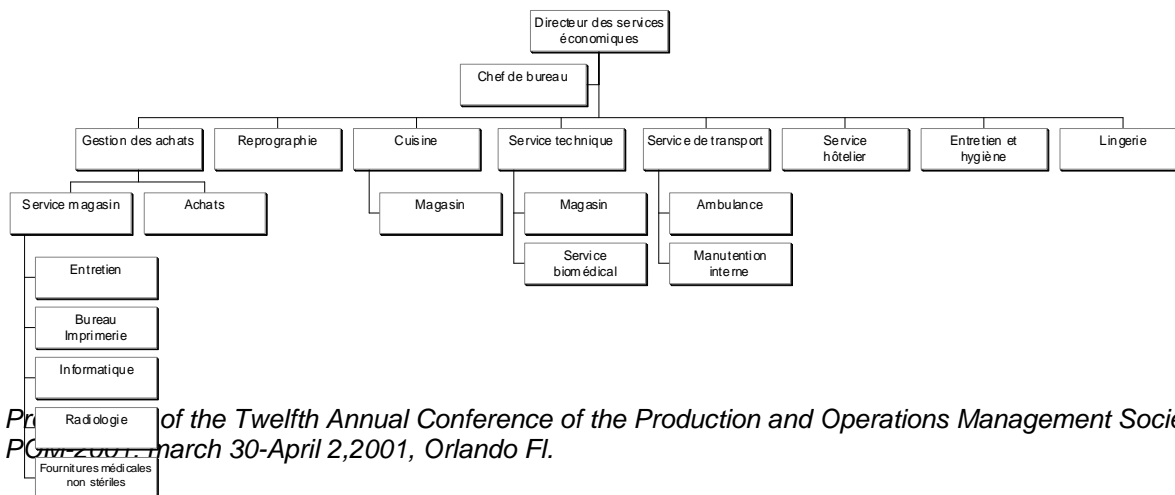 Directeur des services
économiques
Chef de bureau
Gestion des achats
Reprographie
Cuisine
Service technique
Service de transport
Service
hôtelier
Entretien et
hygiène
Lingerie
Service magasin
Achats
Magasin
Magasin
Ambulance
Service
biomédical
Manutention
interne
Entretien
Bureau
Imprimerie
Informatique
Radiologie
Fournitures médicales
non stériles
of the Twelfth Annual Conference of the Production and Operations Management
march 30-April 2,2001, Orlando Fl.